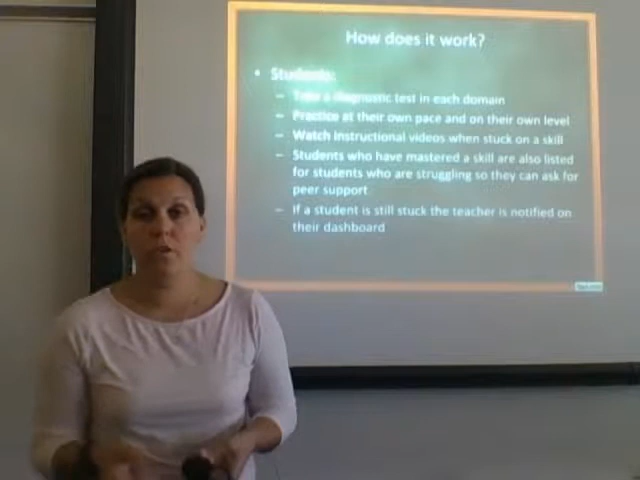 How does it work?
• Students:
– Take a diagnostic test in each domain
– Practice at their own pace and on their own level
– Watch instructional videos when stuck on a skill
– Students who have mastered a skill are also listed
for students who are struggling so they can ask for
peer support
– If a student is still stuck the teacher is notified on
their dashboard